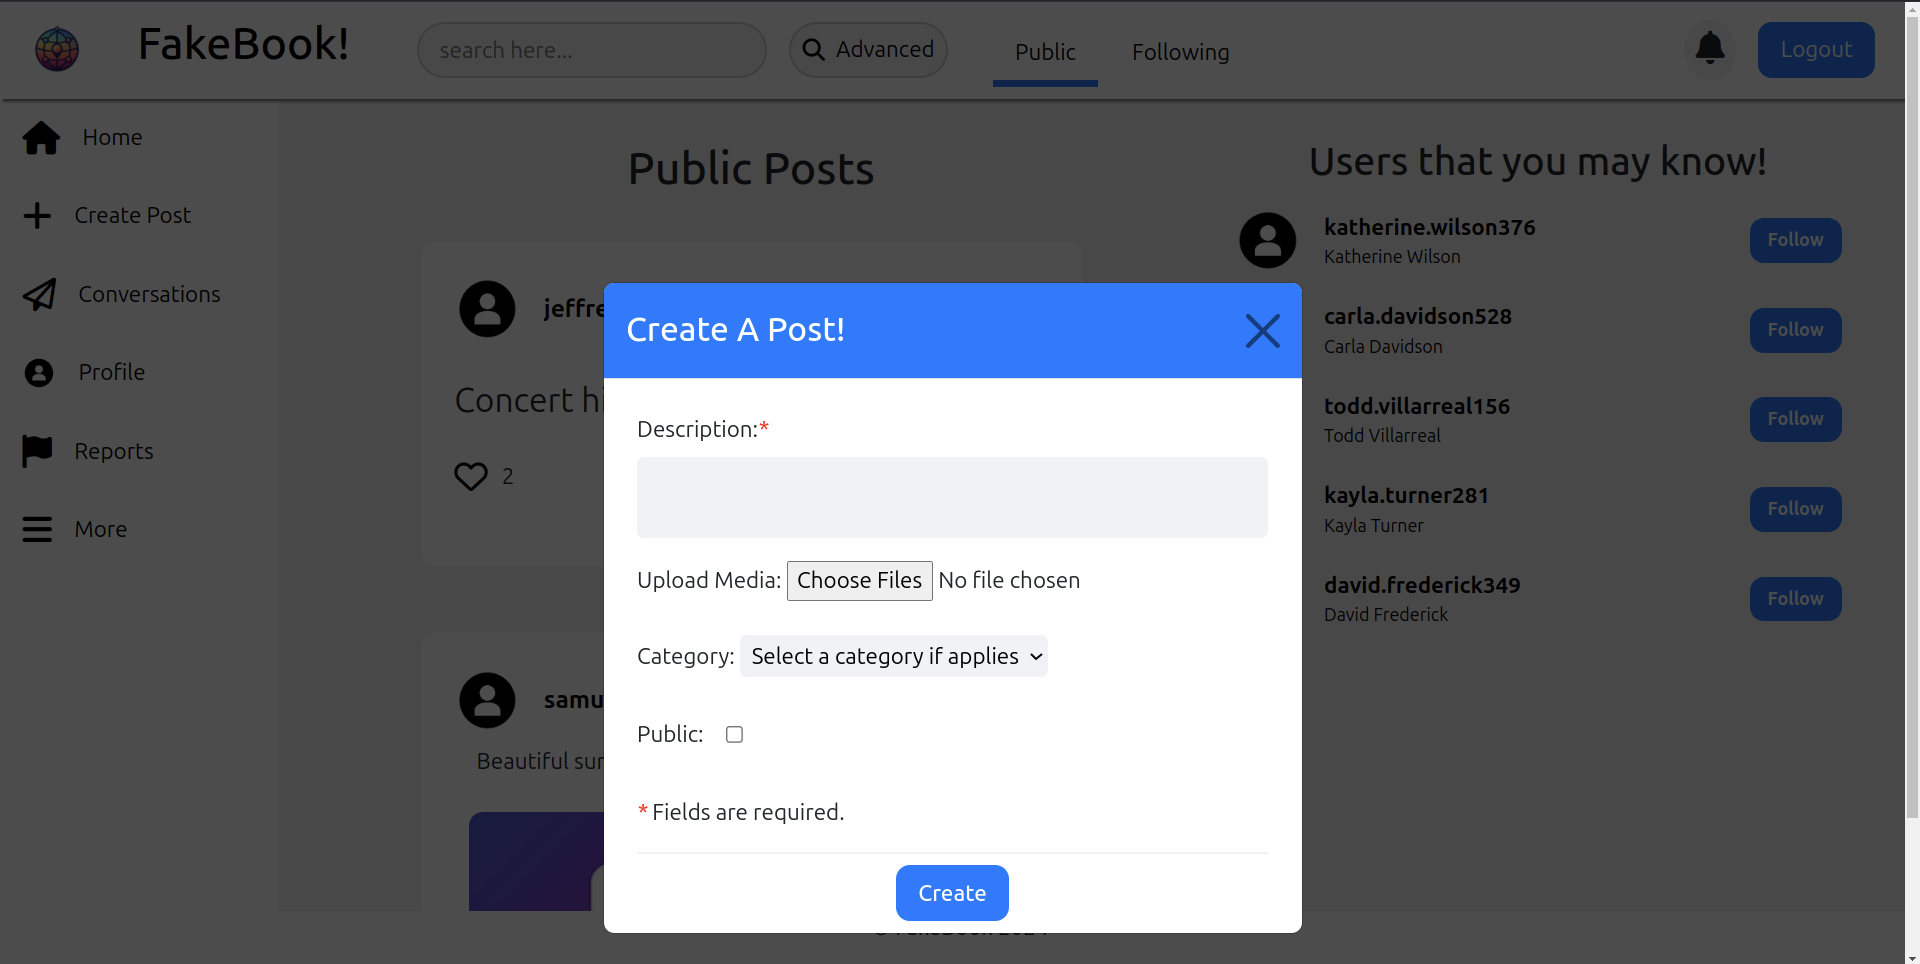 FakeBook!
search here...
Advanced
Public
Following
Logout
Home
Create Post
Conversations
Profile
Reports
More
Public Posts
jeffre
Concert hi
2
samu
Beautiful sur
Users that you may know!
katherine.wilson376
Katherine Wilson
Follow
carla.davidson528
Carla Davidson
Follow
todd.villarreal156
Todd Villarreal
Follow
kayla.turner281
Kayla Turner
Follow
david.frederick349
David Frederick
Follow
Create A Post!
Description:*
Upload Media: Choose Files No file chosen
Category: Select a category if applies
Public:
* Fields are required.
Create